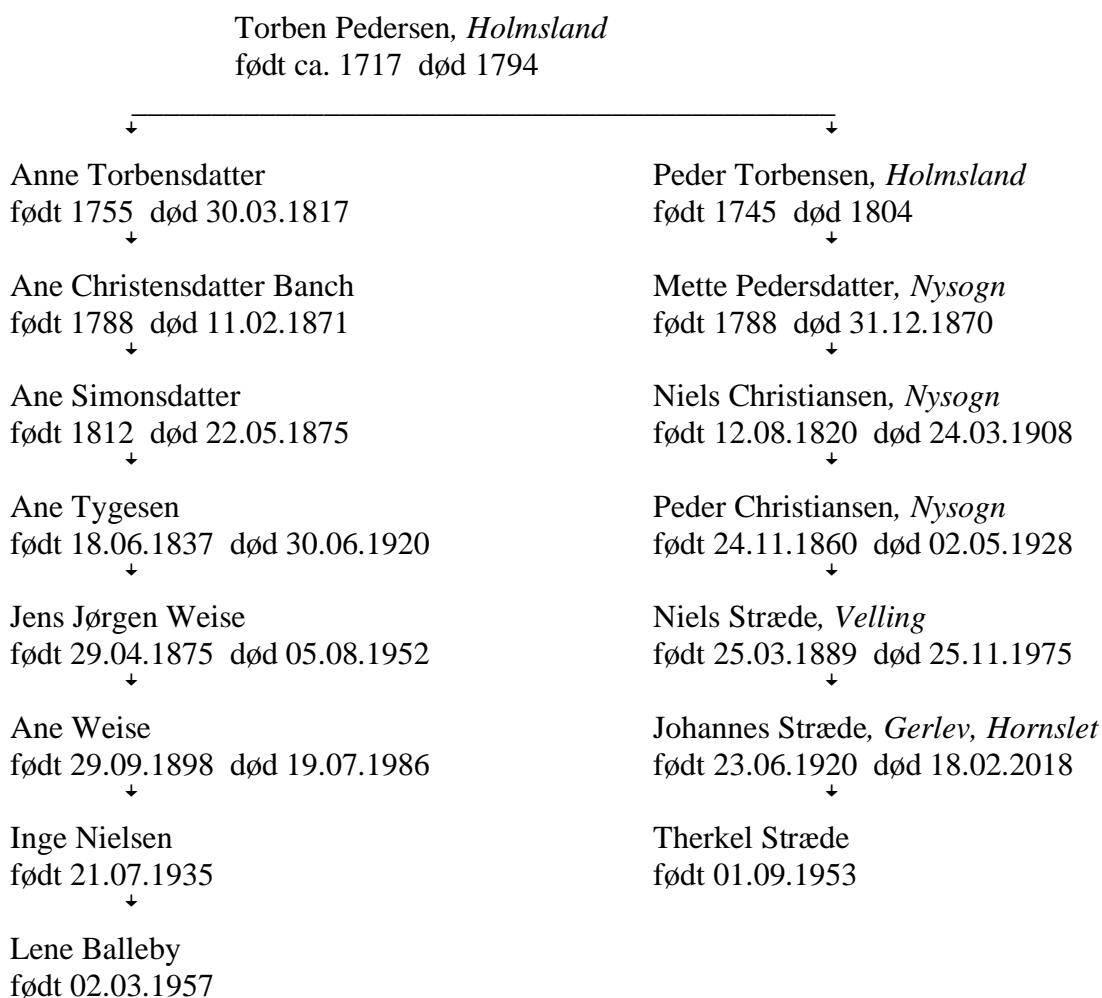 Torben Pedersen, Holmsland
født ca. 1717 død 1794
Anne Torbensdatter
født 1755 død 30.03.1817
Peder Torbensen, Holmsland
født 1745 død 1804
Ane Christensdatter Banch
født 1788 død 11.02.1871
Mette Pedersdatter, Nysogn
født 1788 død 31.12.1870
Ane Simonsdatter
født 1812 død 22.05.1875
Niels Christiansen, Nysogn
født 12.08.1820 død 24.03.1908
Ane Tygesen
født 18.06.1837 død 30.06.1920
Peder Christiansen, Nysogn
født 24.11.1860 død 02.05.1928
Jens Jørgen Weise
født 29.04.1875 død 05.08.1952
Niels Stræde, Velling
født 25.03.1889 død 25.11.1975
Ane Weise
født 29.09.1898 død 19.07.1986
Johannes Stræde, Gerlev, Hornslet
født 23.06.1920 død 18.02.2018
Inge Nielsen
født 21.07.1935
Therkel Stræde
født 01.09.1953
Lene Balleby
født 02.03.1957